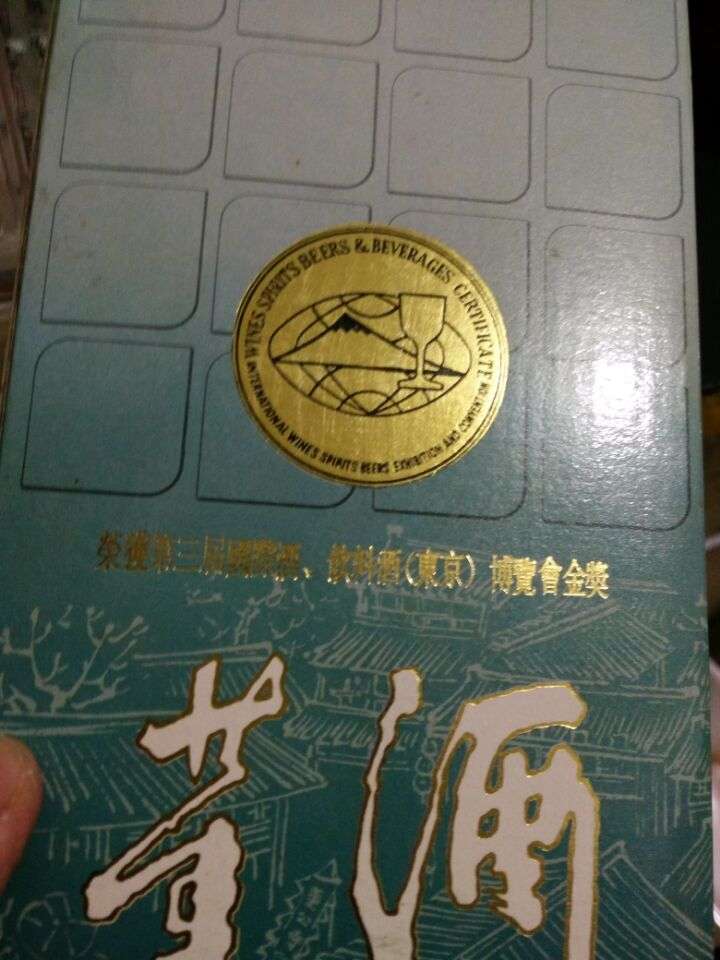 WINES SPIRITS BEERS & BEVERAGES CERTIFICATE
INTERNATIONAL WINES SPIRITS BEERS EXHIBITION AND CONVENTION
榮獲第三屆國際酒、飲料酒(東京)博覽會金獎
董酒